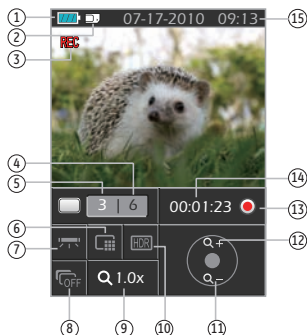 ① 07-17-2010 09:13 ⑮
②
③ REC
④
⑤ 3 | 6 00:01:23 ⑭ ⑬
⑥ HDR Q+ ⑫
⑦
OFF Q 1.0x Q− ⑪
⑧ ⑨ ⑩